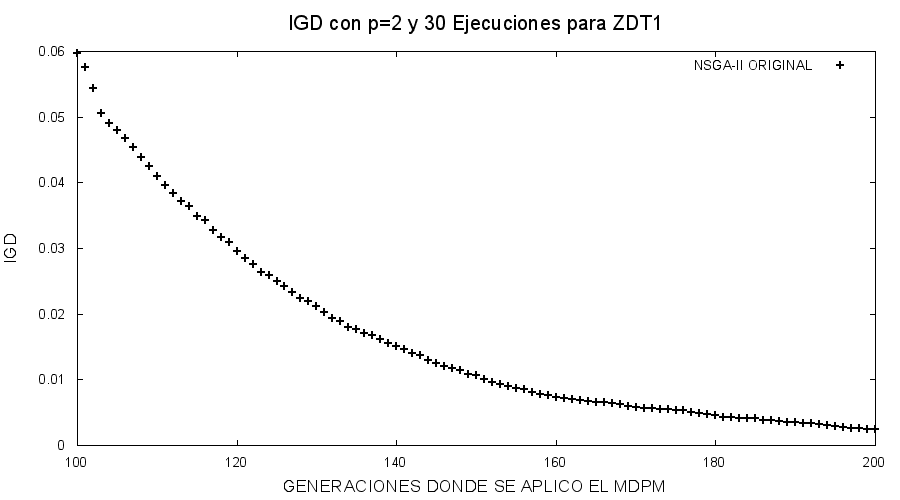 IGD con p=2 y 30 Ejecuciones para ZDT1
NSGA-II ORIGINAL
0.06
0.05
0.04
0.03
0.02
0.01
0
IGD
100 120 140 160 180 200
GENERACIONES DONDE SE APLICO EL MDPM